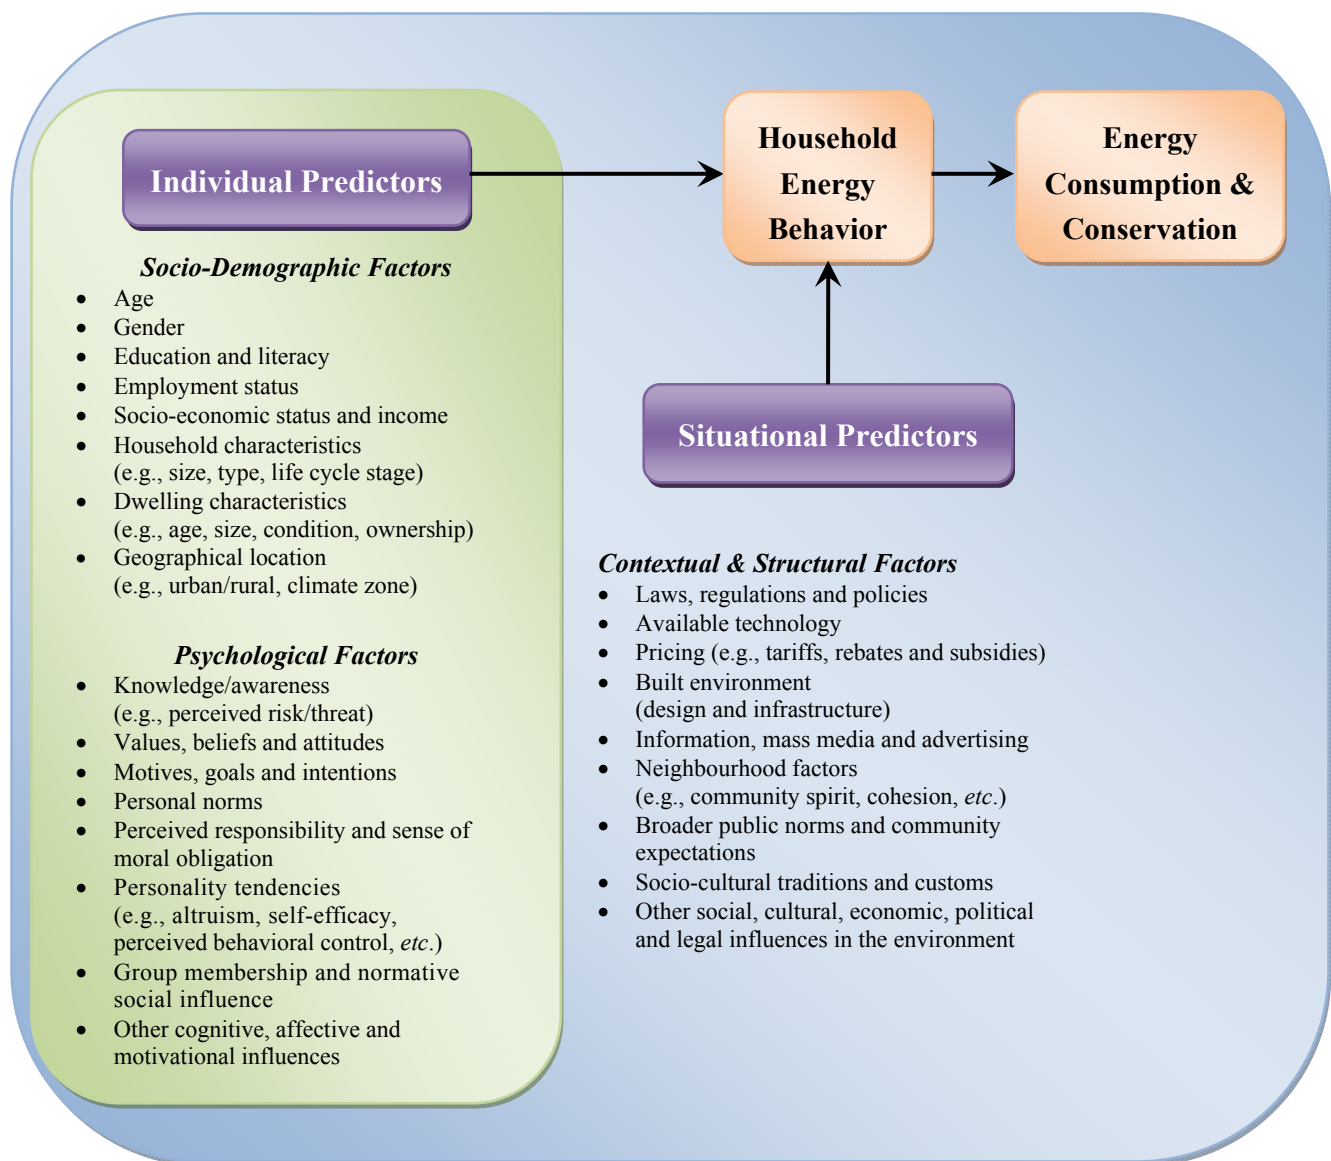 Individual Predictors
Socio-Demographic Factors
• Age
• Gender
• Education and literacy
• Employment status
• Socio-economic status and income
• Household characteristics
(e.g., size, type, life cycle stage)
• Dwelling characteristics
(e.g., age, size, condition, ownership)
• Geographical location
(e.g., urban/rural, climate zone)
Psychological Factors
• Knowledge/awareness
(e.g., perceived risk/threat)
• Values, beliefs and attitudes
• Motives, goals and intentions
• Personal norms
• Perceived responsibility and sense of
moral obligation
• Personality tendencies
(e.g., altruism, self-efficacy,
perceived behavioral control, etc.)
• Group membership and normative
social influence
• Other cognitive, affective and
motivational influences
Household
Energy
Behavior
Energy
Consumption &
Conservation
Situational Predictors
Contextual & Structural Factors
• Laws, regulations and policies
• Available technology
• Pricing (e.g., tariffs, rebates and subsidies)
• Built environment
(design and infrastructure)
• Information, mass media and advertising
• Neighbourhood factors
(e.g., community spirit, cohesion, etc.)
• Broader public norms and community
expectations
• Socio-cultural traditions and customs
• Other social, cultural, economic, political
and legal influences in the environment